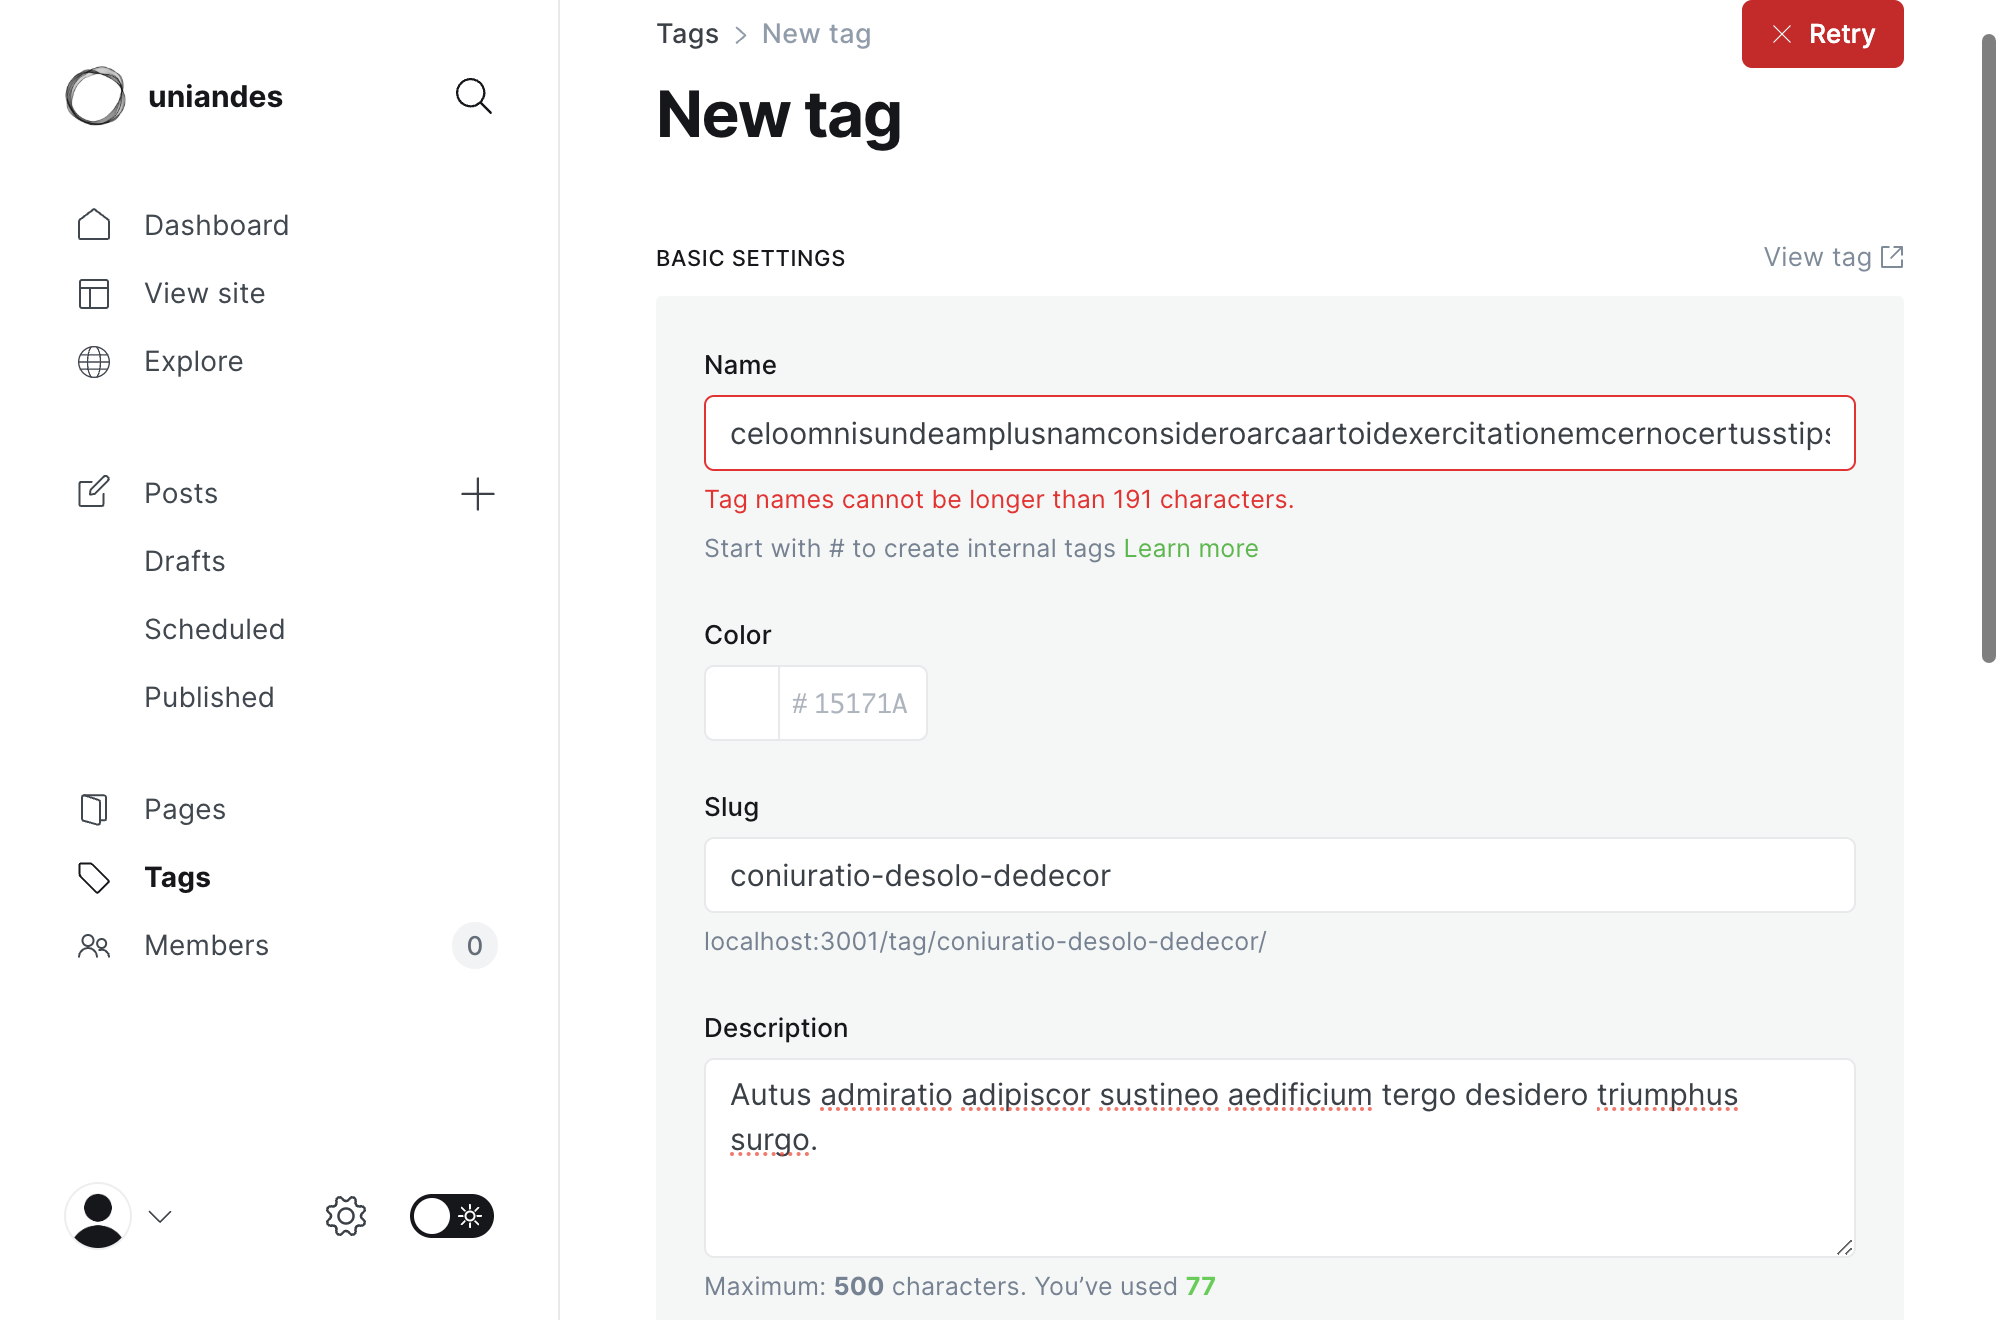 uniandes
Dashboard
View site
Explore
Posts
Drafts
Scheduled
Published
Pages
Tags
Members
0
Tags > New tag
Retry
New tag
BASIC SETTINGS
View tag
Name
celoomnisundeamplusnamconsideroarcaartoidexercitationemcernocertusstips
Tag names cannot be longer than 191 characters.
Start with # to create internal tags Learn more
Color
# 15171A
Slug
coniuratio-desolo-dedecor
localhost:3001/tag/coniuratio-desolo-dedecor/
Description
Autus admiratio adipiscor sustineo aedificium tergo desidero triumphus
surgo.
Maximum: 500 characters. You’ve used 77